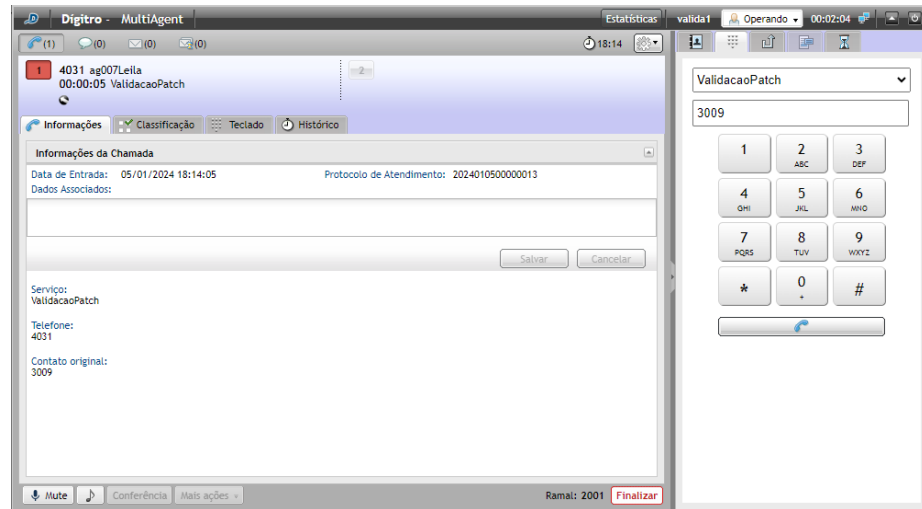 Dígitro - MultiAgent
Estatísticas
valida1
Operando
00:02:04
(1) (0) (0) (0)
18:14
1
4031 ag007Leila
00:00:05 ValidacaoPatch
2
Informações
Classificação
Teclado
Histórico
Informações da Chamada
Data de Entrada: 05/01/2024 18:14:05
Protocolo de Atendimento: 2024010500000013
Dados Associados:
Salvar
Cancelar
Serviço:
ValidacaoPatch
Telefone:
4031
Contato original:
3009
Mute
Conferência
Mais ações
Ramal: 2001
Finalizar
ValidacaoPatch
3009
1 2 3
ABC DEF
4 5 6
GHI JKL MNO
7 8 9
PQRS TUV WXYZ
* 0 #
+